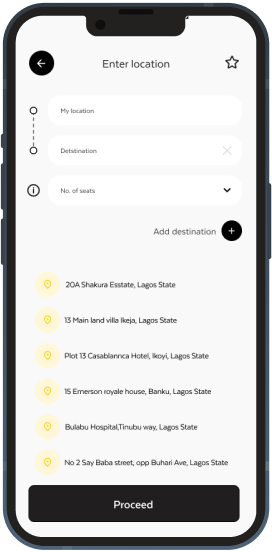 Enter location
My location
Detstination
No. of seats
Add destination
20A Shakura Esstate, Lagos State
13 Main land villa Ikeja, Lagos State
Plot 13 Casablannca Hotel, Ikoyi, Lagos State
15 Emerson royale house, Banku, Lagos State
Bulabu Hospital,Tinubu way, Lagos State
No 2 Say Baba street, opp Buhari Ave, Lagos State
Proceed